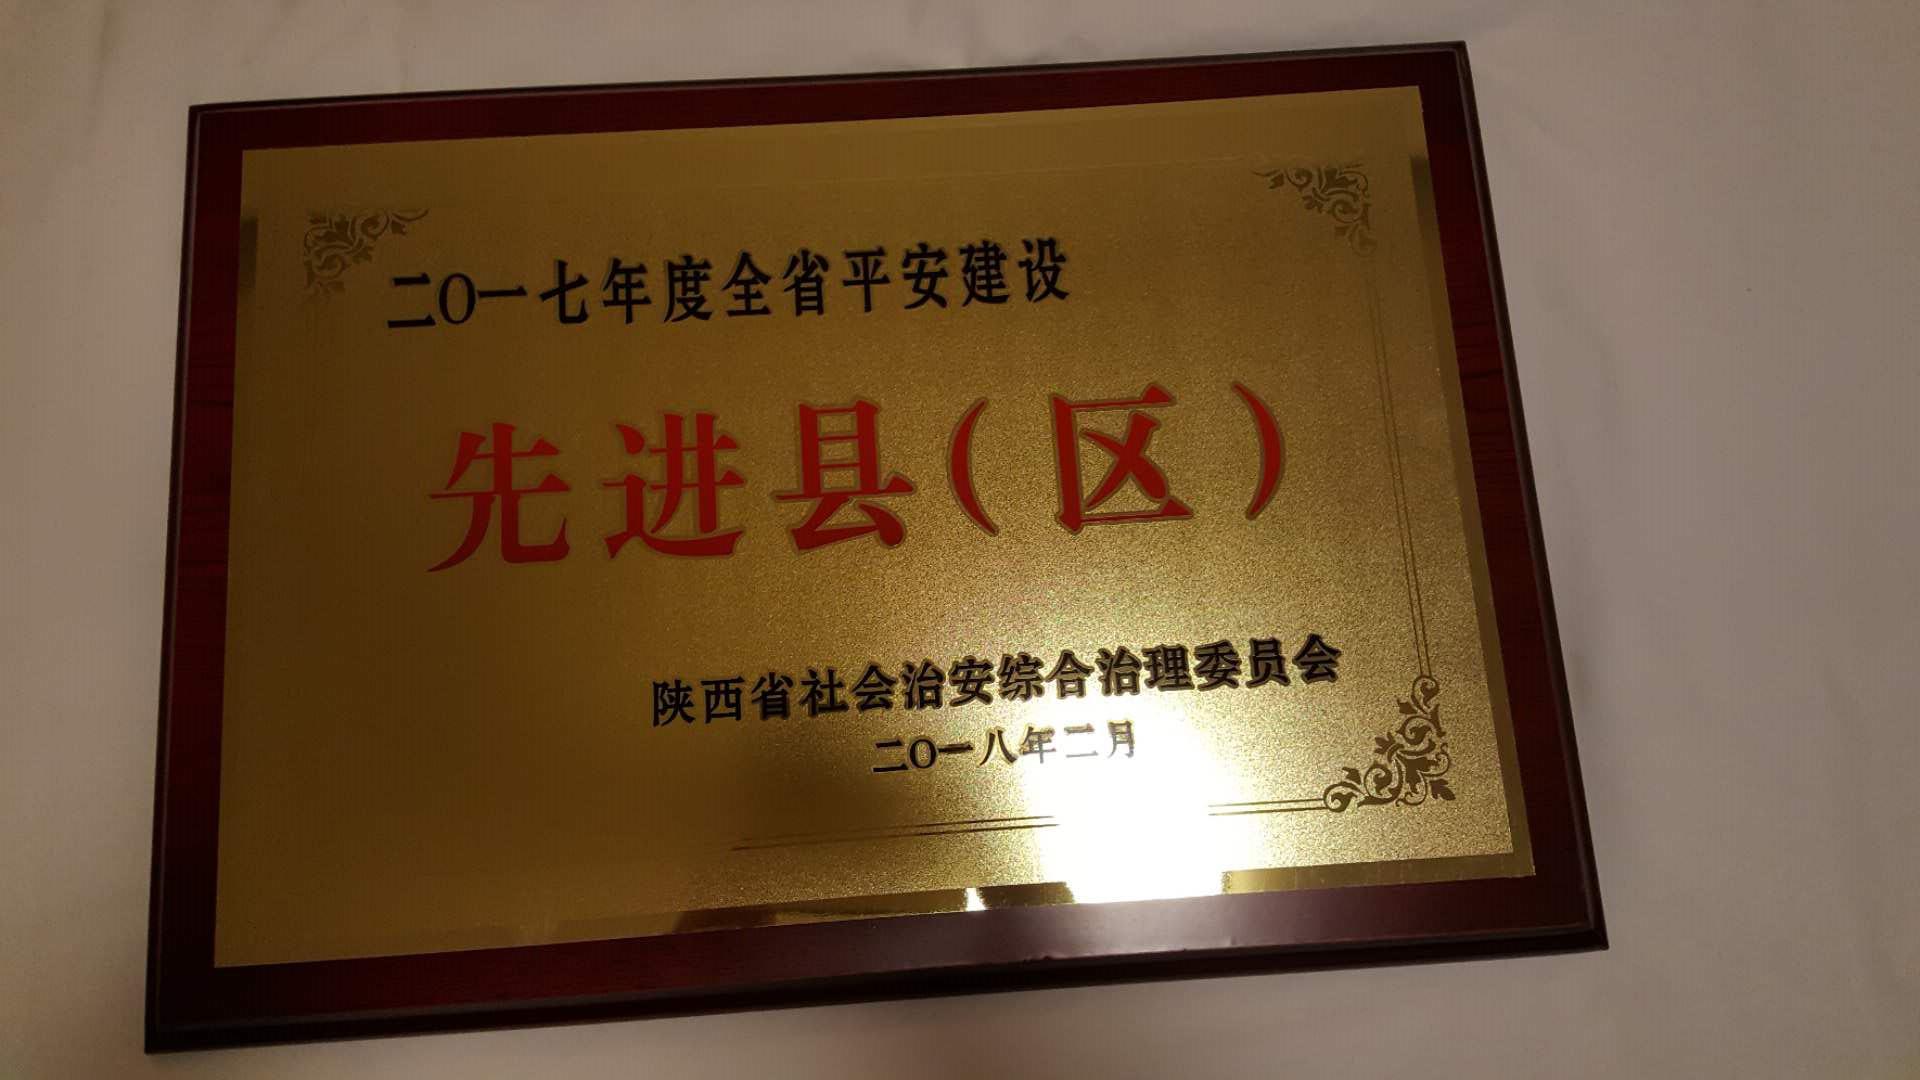 二〇一七年度全省平安建设
先进县（区）
陕西省社会治安综合治理委员会
二〇一八年二月